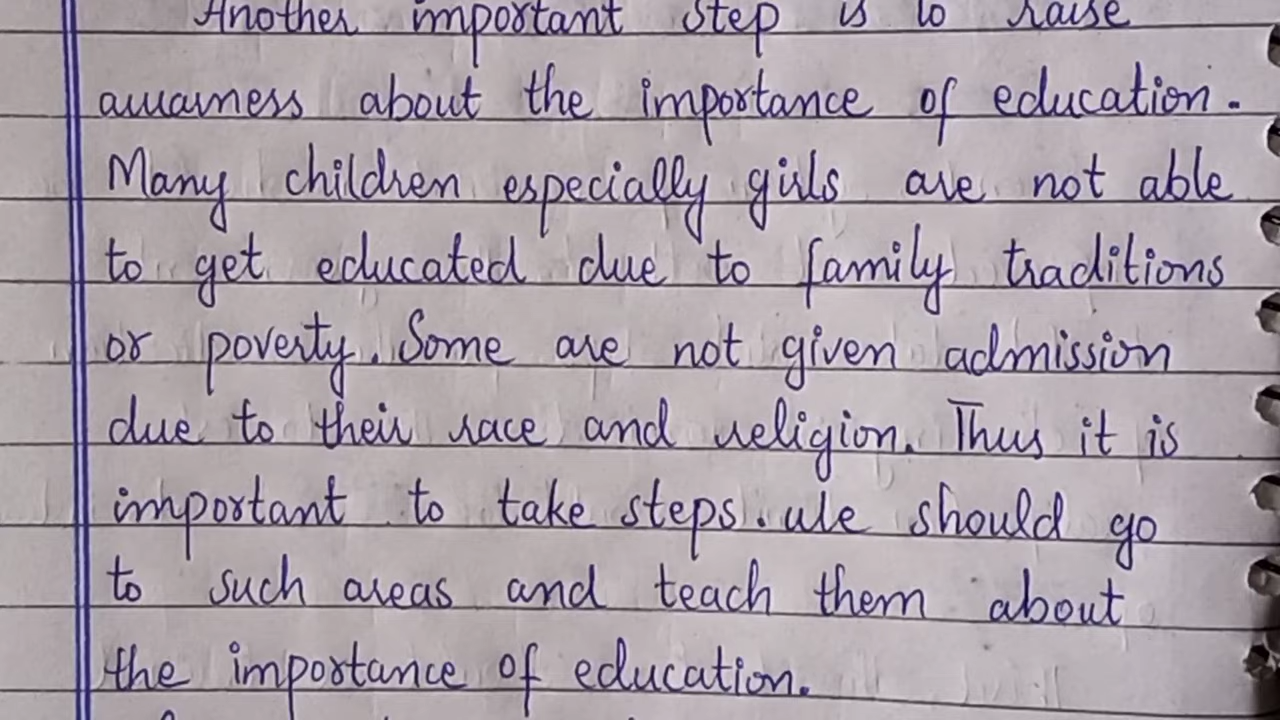 Another important step is to raise
awareness about the importance of education.
Many children especially girls are not able
to get educated due to family traditions
or poverty. Some are not given admission
due to their race and religion. Thus it is
important to take steps. We should go
to such areas and teach them about
the importance of education.